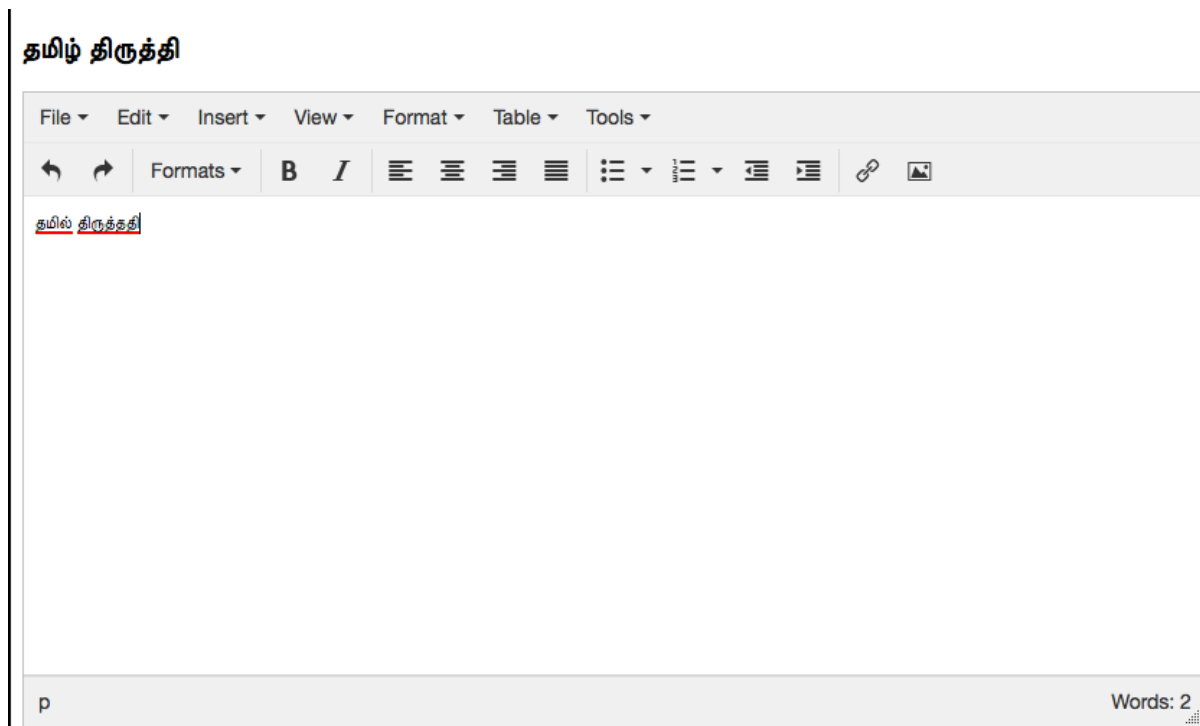 தமிழ் திருத்தி
File Edit Insert View Format Table Tools
Formats B I
தமில் திருத்ததி
p Words: 2